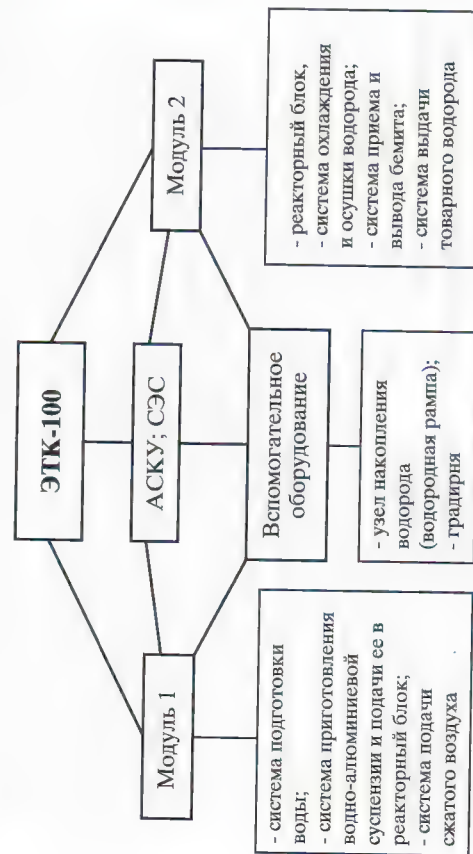 ЭТК-100
Модуль 1
АСКУ; СЭС
Модуль 2
Вспомогательное
оборудование
- система подготовки
воды;
- система приготовления
водно-алюминиевой
суспензии и подачи ее в
реакторный блок;
- система подачи
сжатого воздуха
- узел накопления
водорода
(водородная рампа);
- градирня
- реакторный блок,
- система охлаждения
и осушки водорода;
- система приема и
вывода бемита;
- система выдачи
товарного водорода